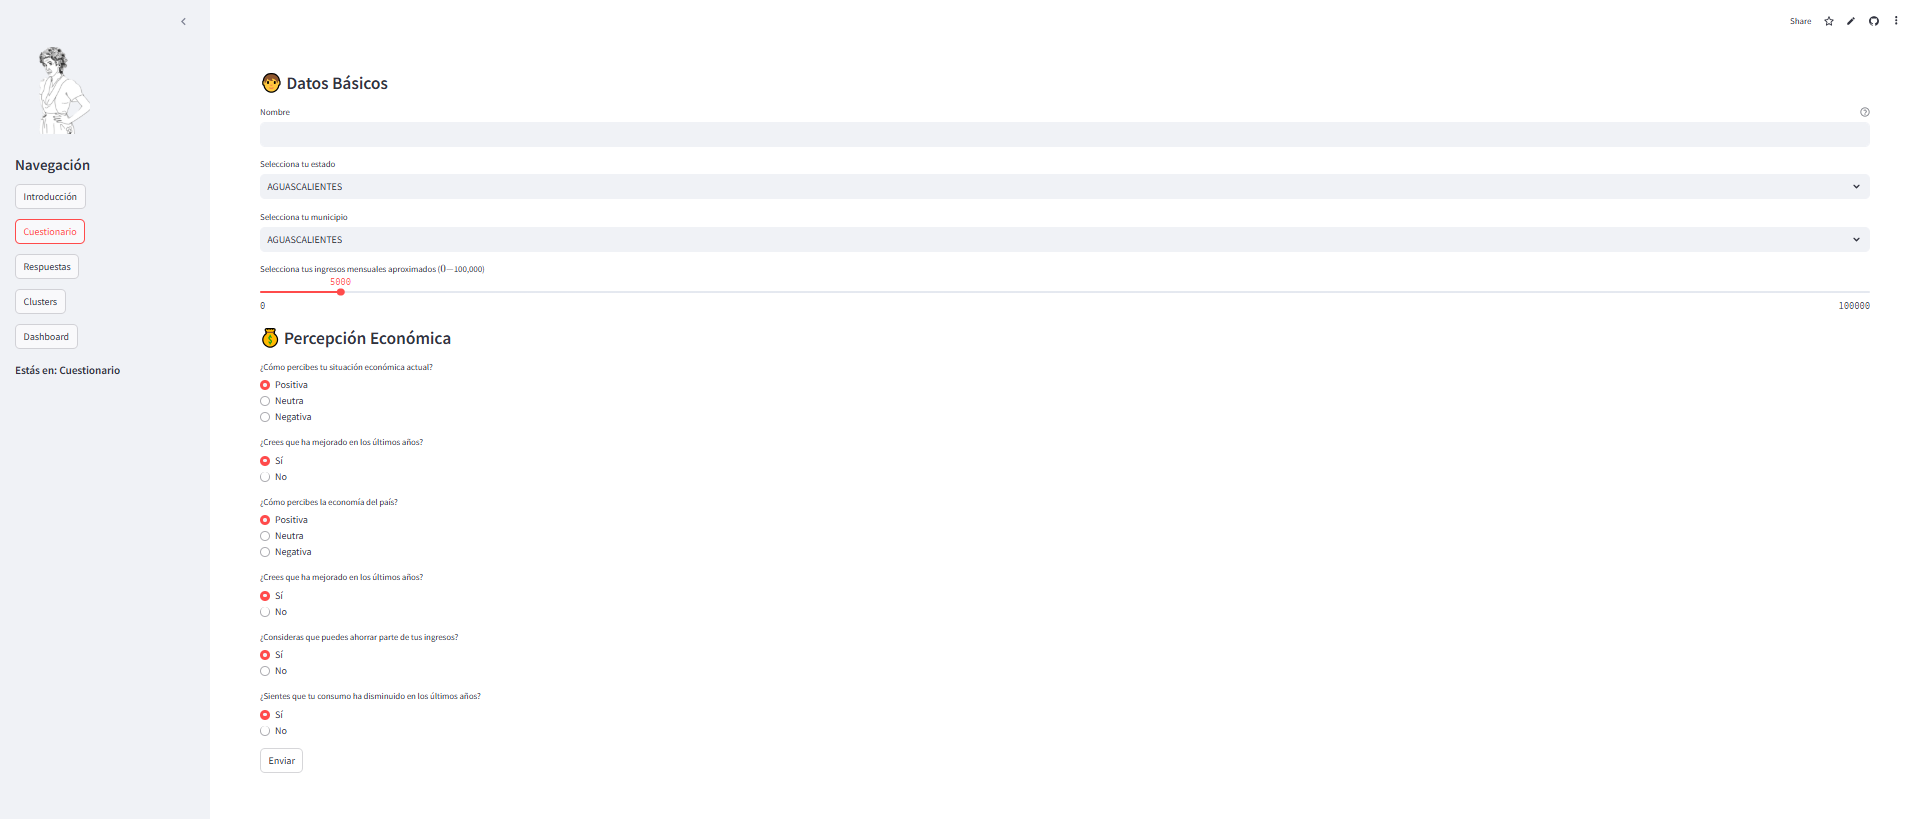 Share
Navegación
Introducción
Cuestionario
Respuestas
Clusters
Dashboard
Estás en: Cuestionario
Datos Básicos
Nombre
Selecciona tu estado
AGUASCALIENTES
Selecciona tu municipio
AGUASCALIENTES
Selecciona tus ingresos mensuales aproximados (0—100,000)
5000
0 100000
Percepción Económica
¿Cómo percibes tu situación económica actual?
Positiva
Neutra
Negativa
¿Crees que ha mejorado en los últimos años?
Sí
No
¿Cómo percibes la economía del país?
Positiva
Neutra
Negativa
¿Crees que ha mejorado en los últimos años?
Sí
No
¿Consideras que puedes ahorrar parte de tus ingresos?
Sí
No
¿Sientes que tu consumo ha disminuido en los últimos años?
Sí
No
Enviar